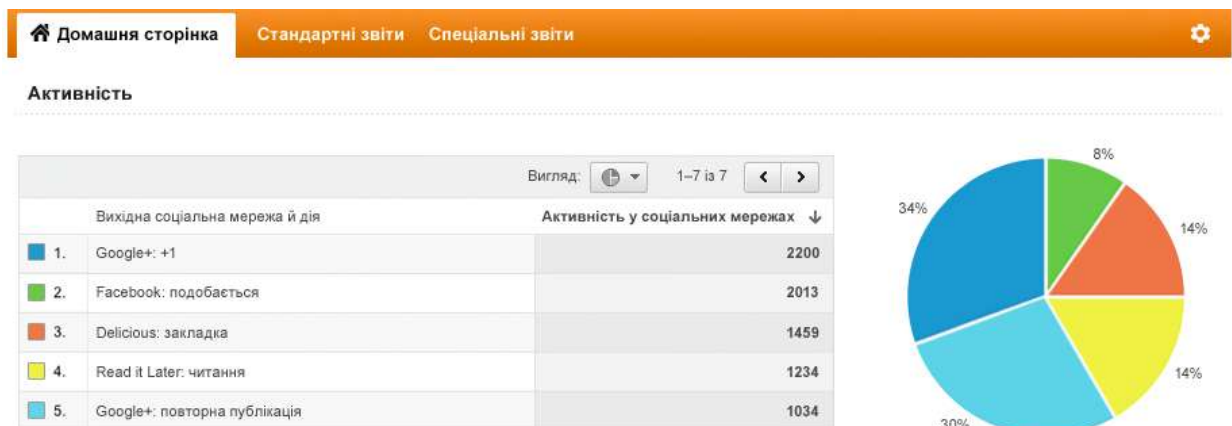 Домашня сторінка Стандартні звіти Спеціальні звіти
Активність
Вигляд: 1–7 із 7
Вихідна соціальна мережа й дія Активність у соціальних мережах
1. Google+: +1 2200
2. Facebook: подобається 2013
3. Delicious: закладка 1459
4. Read it Later: читання 1234
5. Google+: повторна публікація 1034
8%
34%
14%
14%
30%